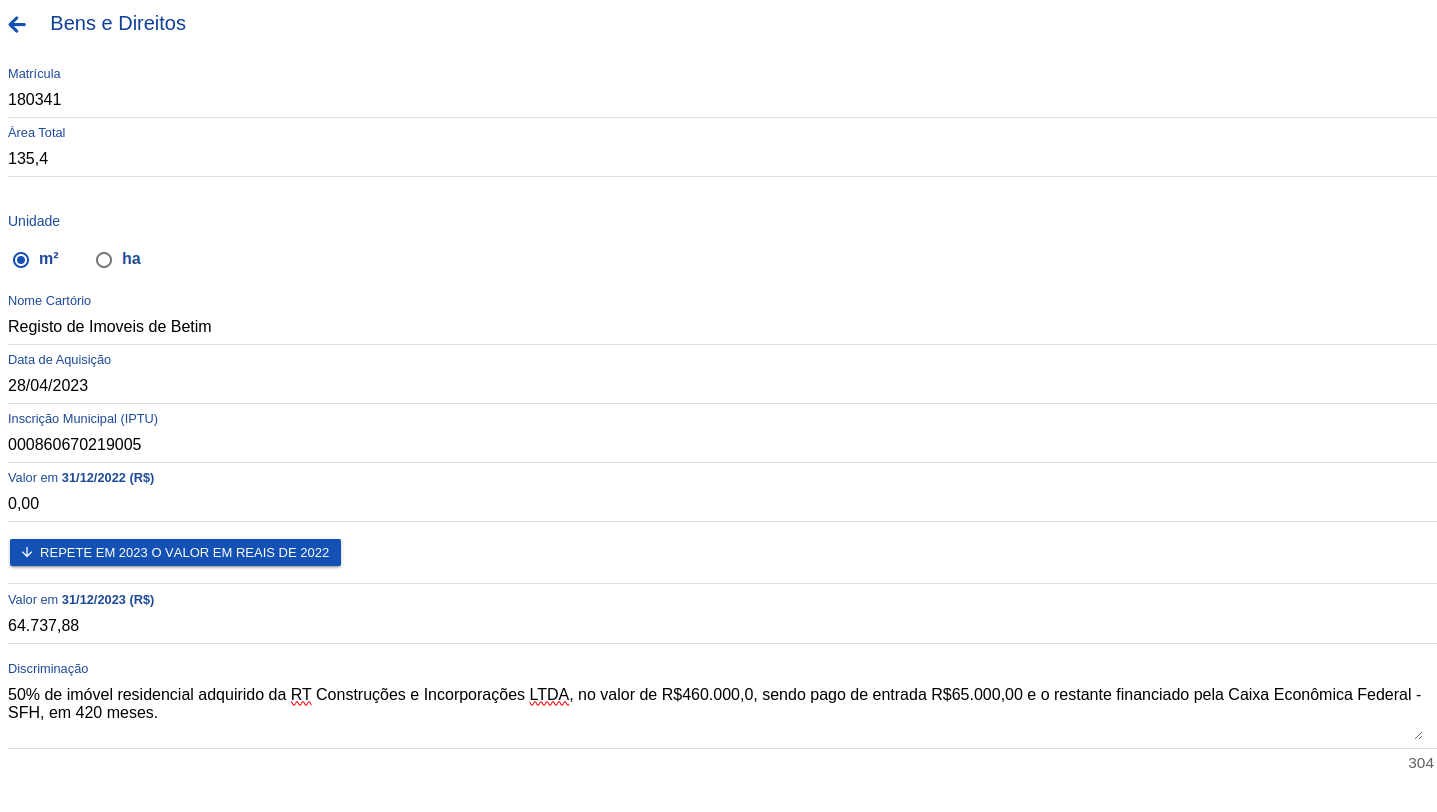 Bens e Direitos
Matrícula
180341
Área Total
135,4
Unidade
m² ha
Nome Cartório
Registo de Imoveis de Betim
Data de Aquisição
28/04/2023
Inscrição Municipal (IPTU)
000860670219005
Valor em 31/12/2022 (R$)
0,00
REPETE EM 2023 O VALOR EM REAIS DE 2022
Valor em 31/12/2023 (R$)
64.737,88
Discriminação
50% de imóvel residencial adquirido da RT Construções e Incorporações LTDA, no valor de R$460.000,0, sendo pago de entrada R$65.000,00 e o restante financiado pela Caixa Econômica Federal -
SFH, em 420 meses.
304